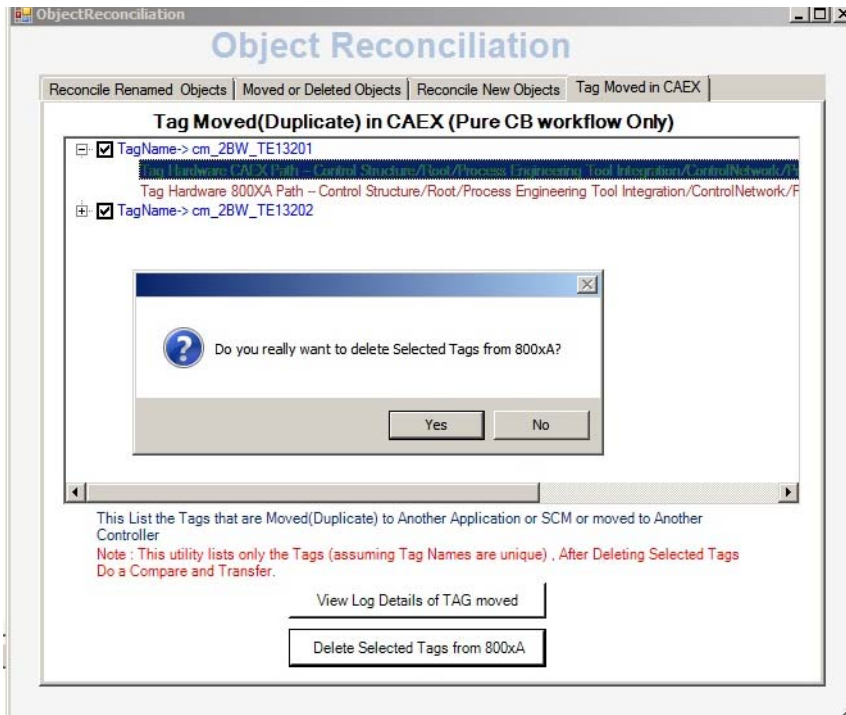 ObjectReconciliation
Object Reconciliation
Reconcile Renamed Objects
Moved or Deleted Objects
Reconcile New Objects
Tag Moved in CAEX
Tag Moved(Duplicate) in CAEX (Pure CB workflow Only)
TagName-> cm_2BW_TE13201
Tag Hardware CAEX Path -- Control Structure/Root/Process Engineering Tool Integration/ControlNetwork/
Tag Hardware 800XA Path -- Control Structure/Root/Process Engineering Tool Integration/ControlNetwork/
TagName-> cm_2BW_TE13202
Do you really want to delete Selected Tags from 800xA?
Yes
No
This List the Tags that are Moved(Duplicate) to Another Application or SCM or moved to Another
Controller
Note : This utility lists only the Tags (assuming Tag Names are unique) , After Deleting Selected Tags
Do a Compare and Transfer.
View Log Details of TAG moved
Delete Selected Tags from 800xA